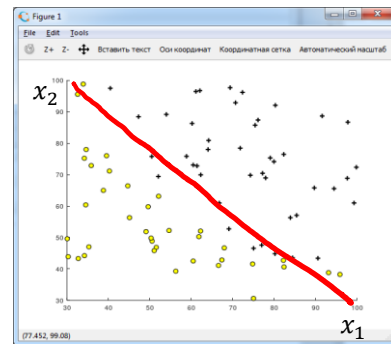 Figure 1
File Edit Tools
Z+ Z- Вставить текст Оси координат Координатная сетка Автоматический масштаб
x₂
100
90
80
70
60
50
40
30
30 40 50 60 70 80 90 100
x₁
(77.452, 99.08)